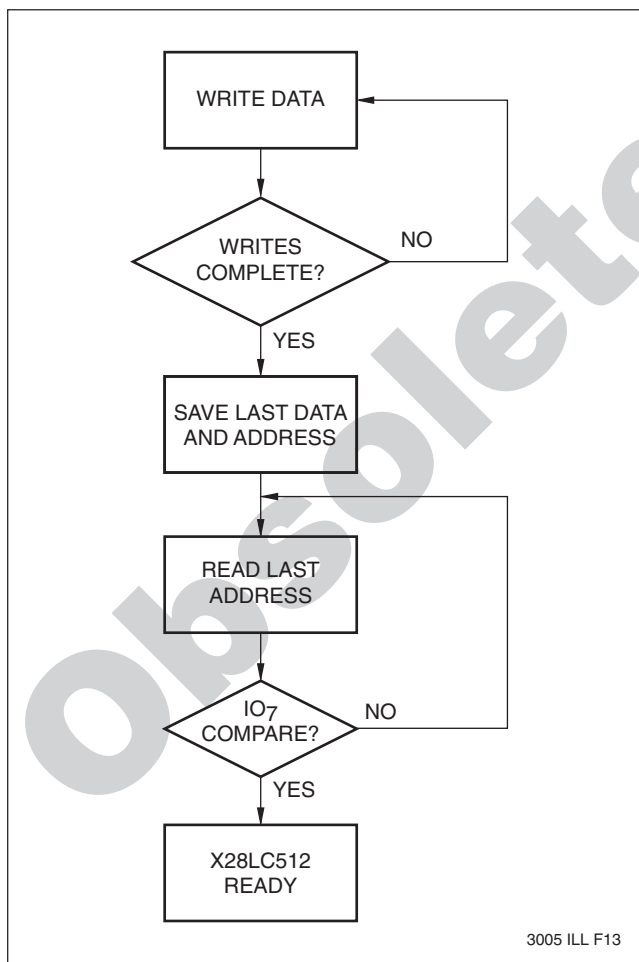 WRITE DATA
WRITES
COMPLETE?
NO
YES
SAVE LAST DATA
AND ADDRESS
READ LAST
ADDRESS
IO7
COMPARE?
NO
YES
X28LC512
READY
3005 ILL F13
Obsolete